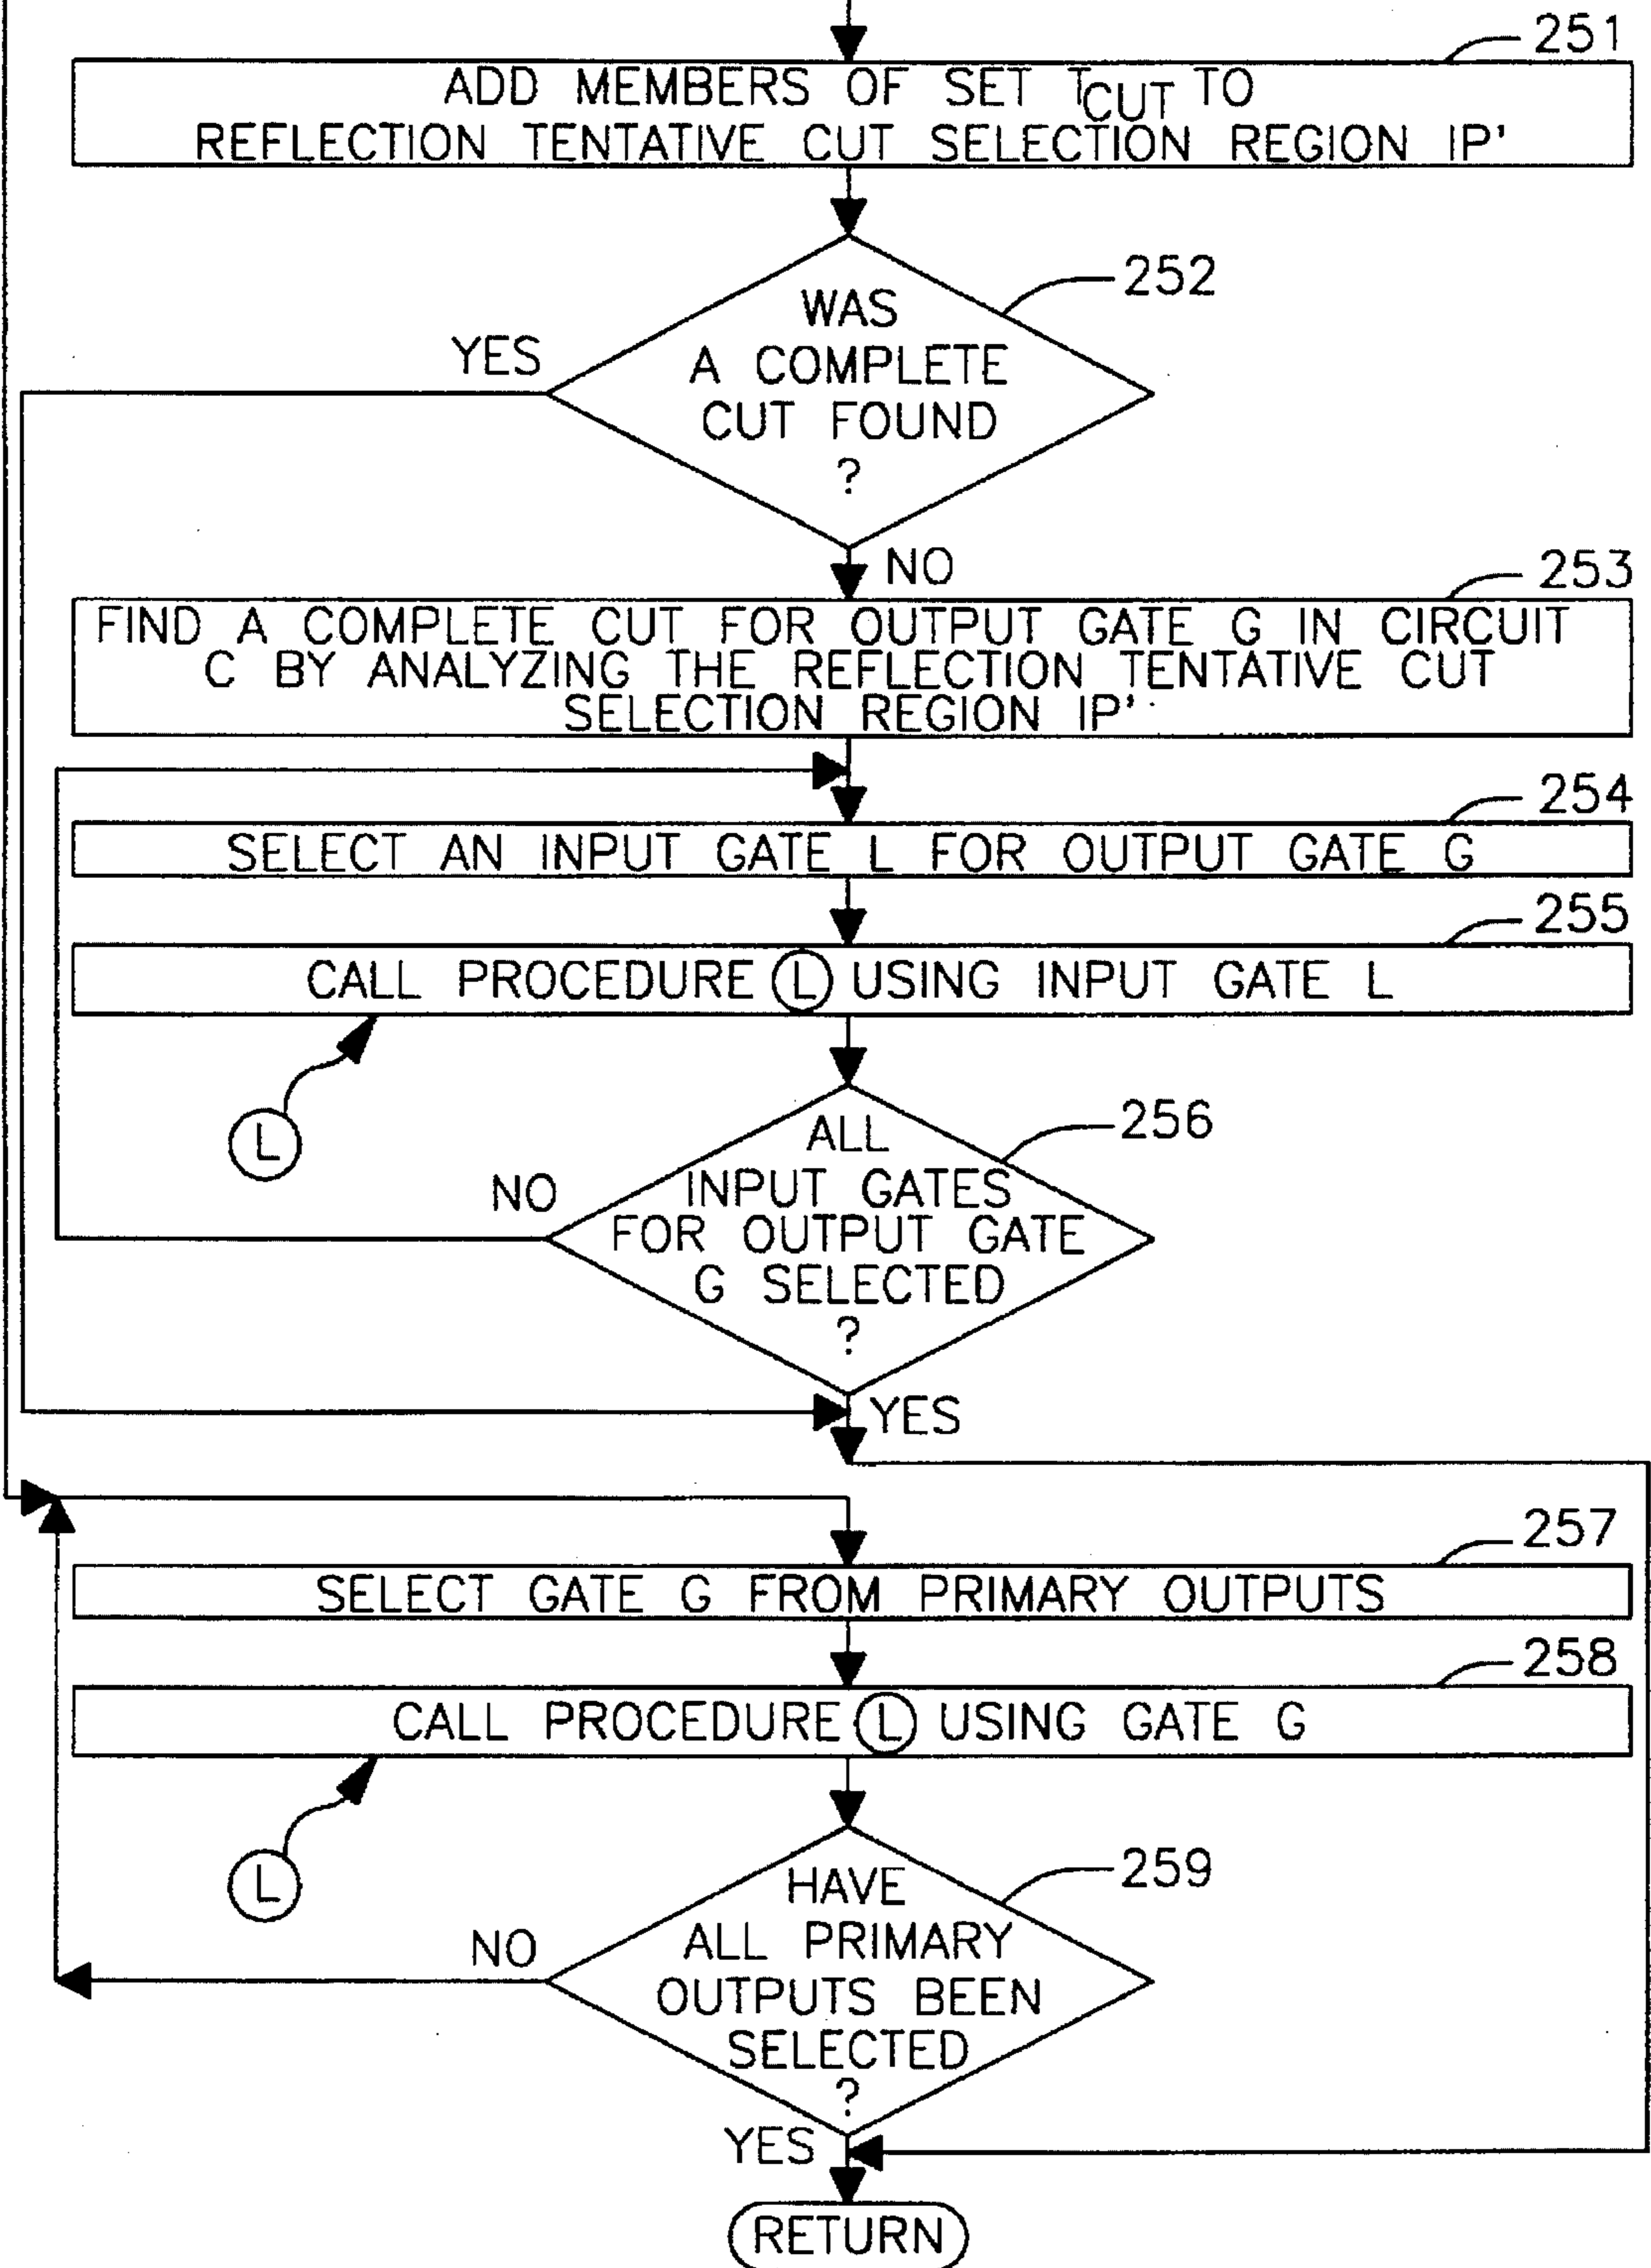 251
ADD MEMBERS OF SET TCUT TO
REFLECTION TENTATIVE CUT SELECTION REGION IP'
252
WAS
A COMPLETE
CUT FOUND
?
YES
NO
253
FIND A COMPLETE CUT FOR OUTPUT GATE G IN CIRCUIT
C BY ANALYZING THE REFLECTION TENTATIVE CUT
SELECTION REGION IP'
254
SELECT AN INPUT GATE L FOR OUTPUT GATE G
255
CALL PROCEDURE L USING INPUT GATE L
L
256
ALL
INPUT GATES
FOR OUTPUT GATE
G SELECTED
?
NO
YES
257
SELECT GATE G FROM PRIMARY OUTPUTS
258
CALL PROCEDURE L USING GATE G
L
259
HAVE
ALL PRIMARY
OUTPUTS BEEN
SELECTED
?
NO
YES
RETURN